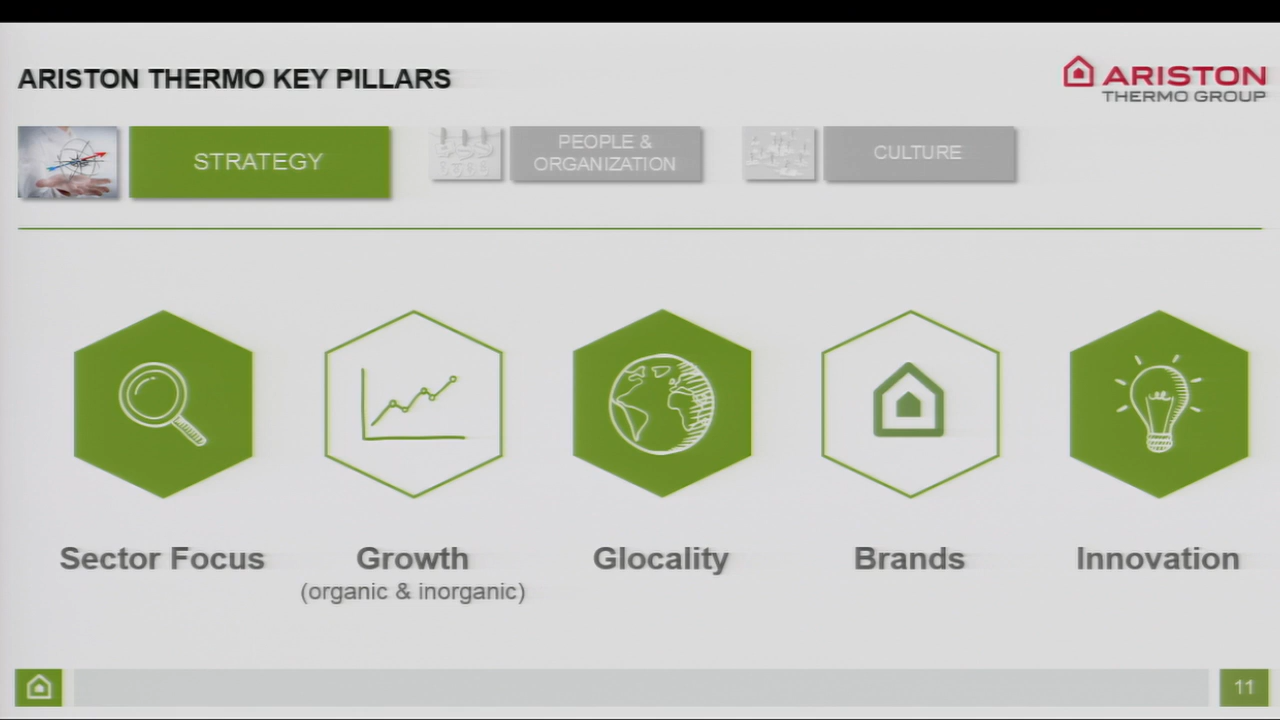 ARISTON THERMO KEY PILLARS
ARISTON
THERMO GROUP
STRATEGY
PEOPLE &
ORGANIZATION
CULTURE
Sector Focus
Growth
(organic & inorganic)
Glocality
Brands
Innovation
11